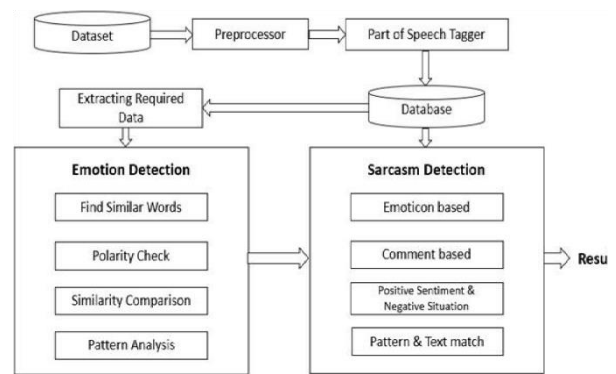 Dataset
Preprocessor
Part of Speech Tagger
Extracting Required
Data
Database
Emotion Detection
Find Similar Words
Polarity Check
Similarity Comparison
Pattern Analysis
Sarcasm Detection
Emoticon based
Comment based
Positive Sentiment &
Negative Situation
Pattern & Text match
Resu